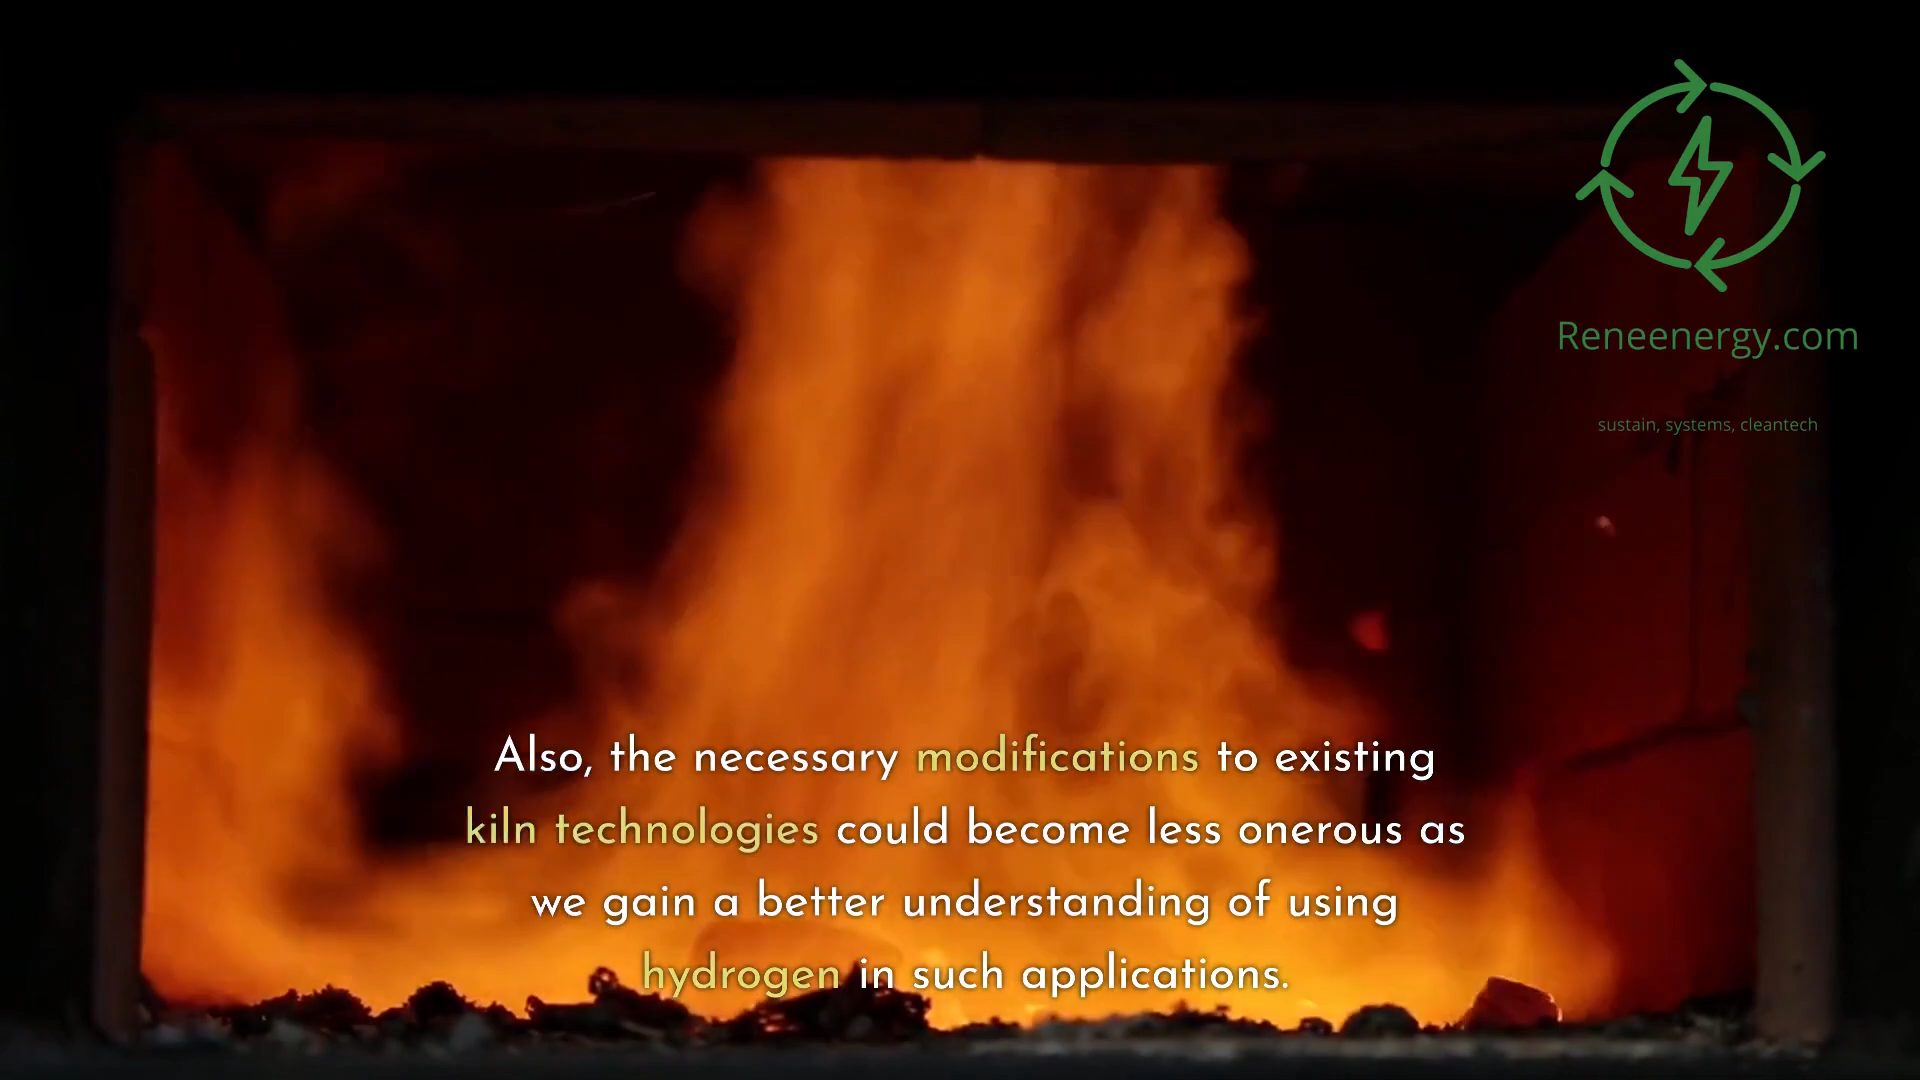 Reneenergy.com
sustain, systems, cleantech
Also, the necessary modifications to existing
kiln technologies could become less onerous as
we gain a better understanding of using
hydrogen in such applications.